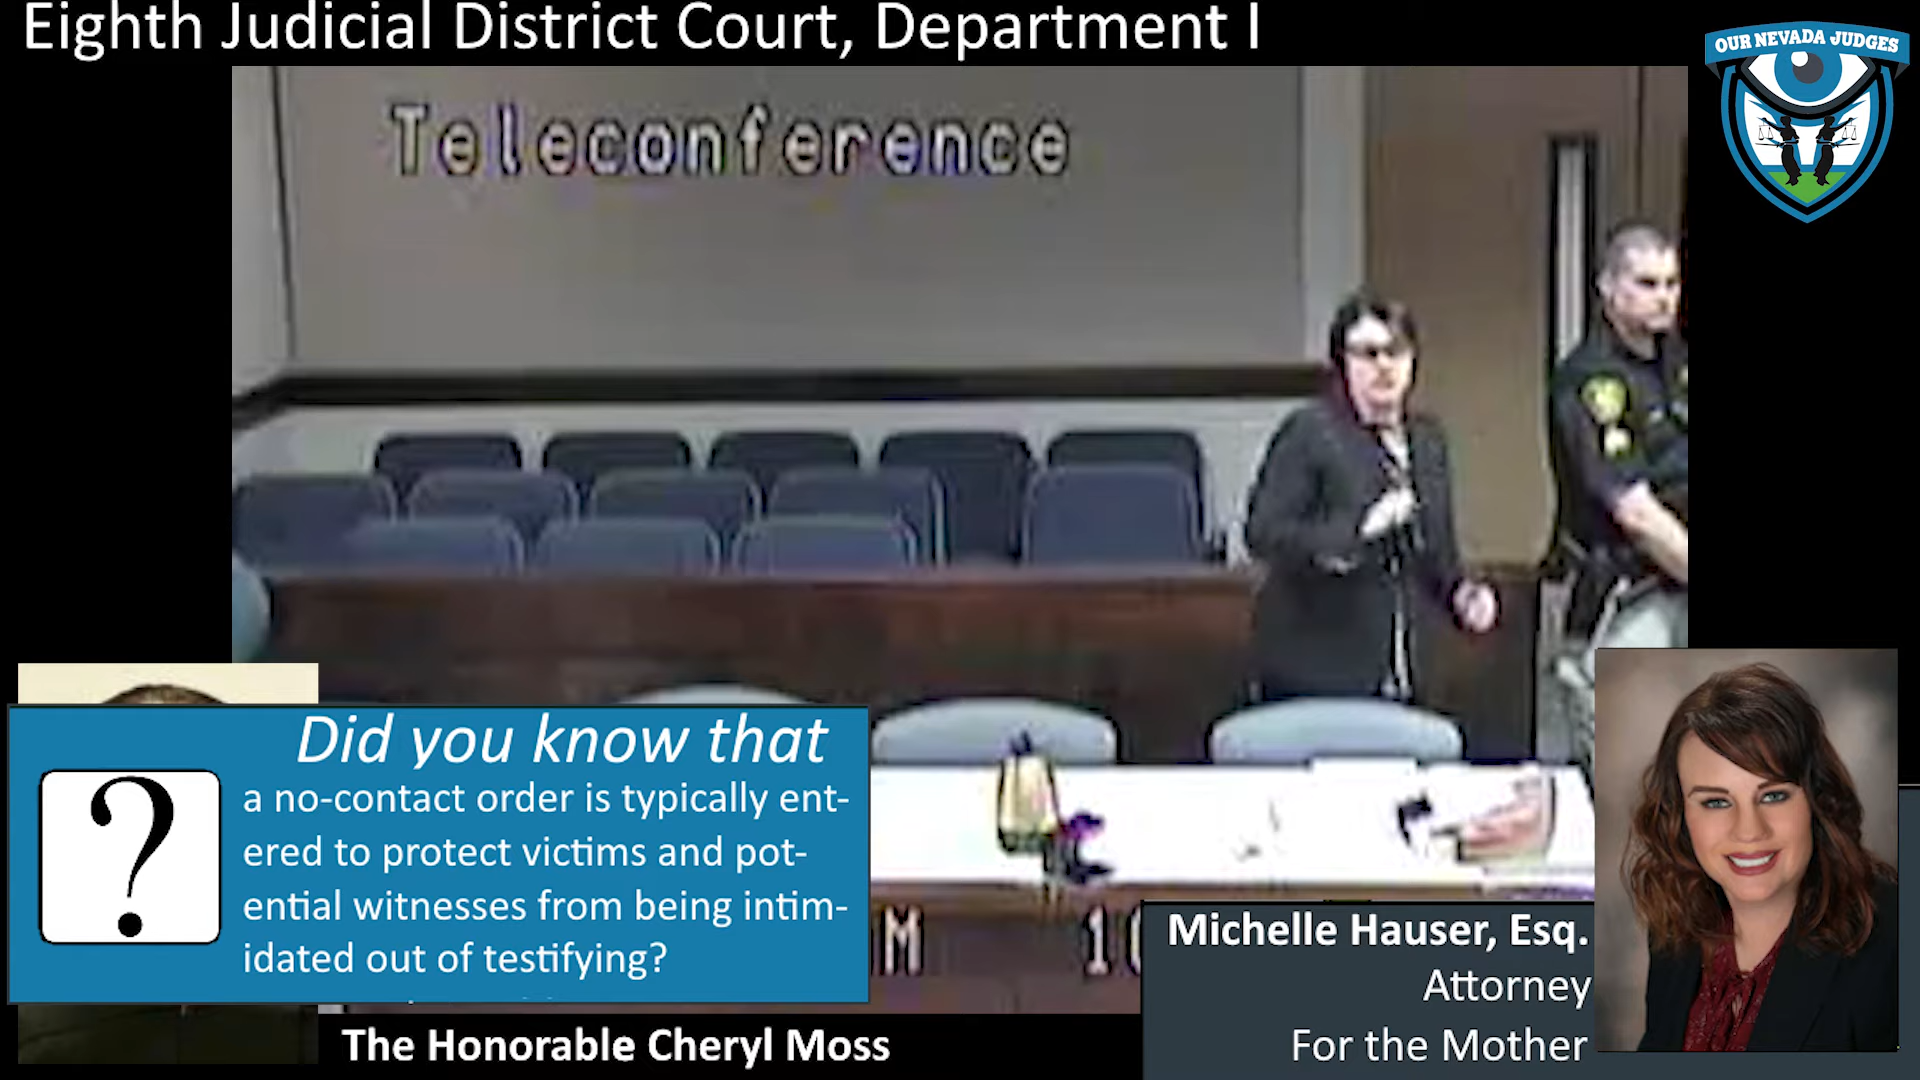 Eighth Judicial District Court, Department I
OUR NEVADA JUDGES
Teleconference
Did you know that
?
a no-contact order is typically ent-
ered to protect victims and pot-
ential witnesses from being intim-
idated out of testifying?
M 1
Michelle Hauser, Esq.
Attorney
For the Mother
The Honorable Cheryl Moss